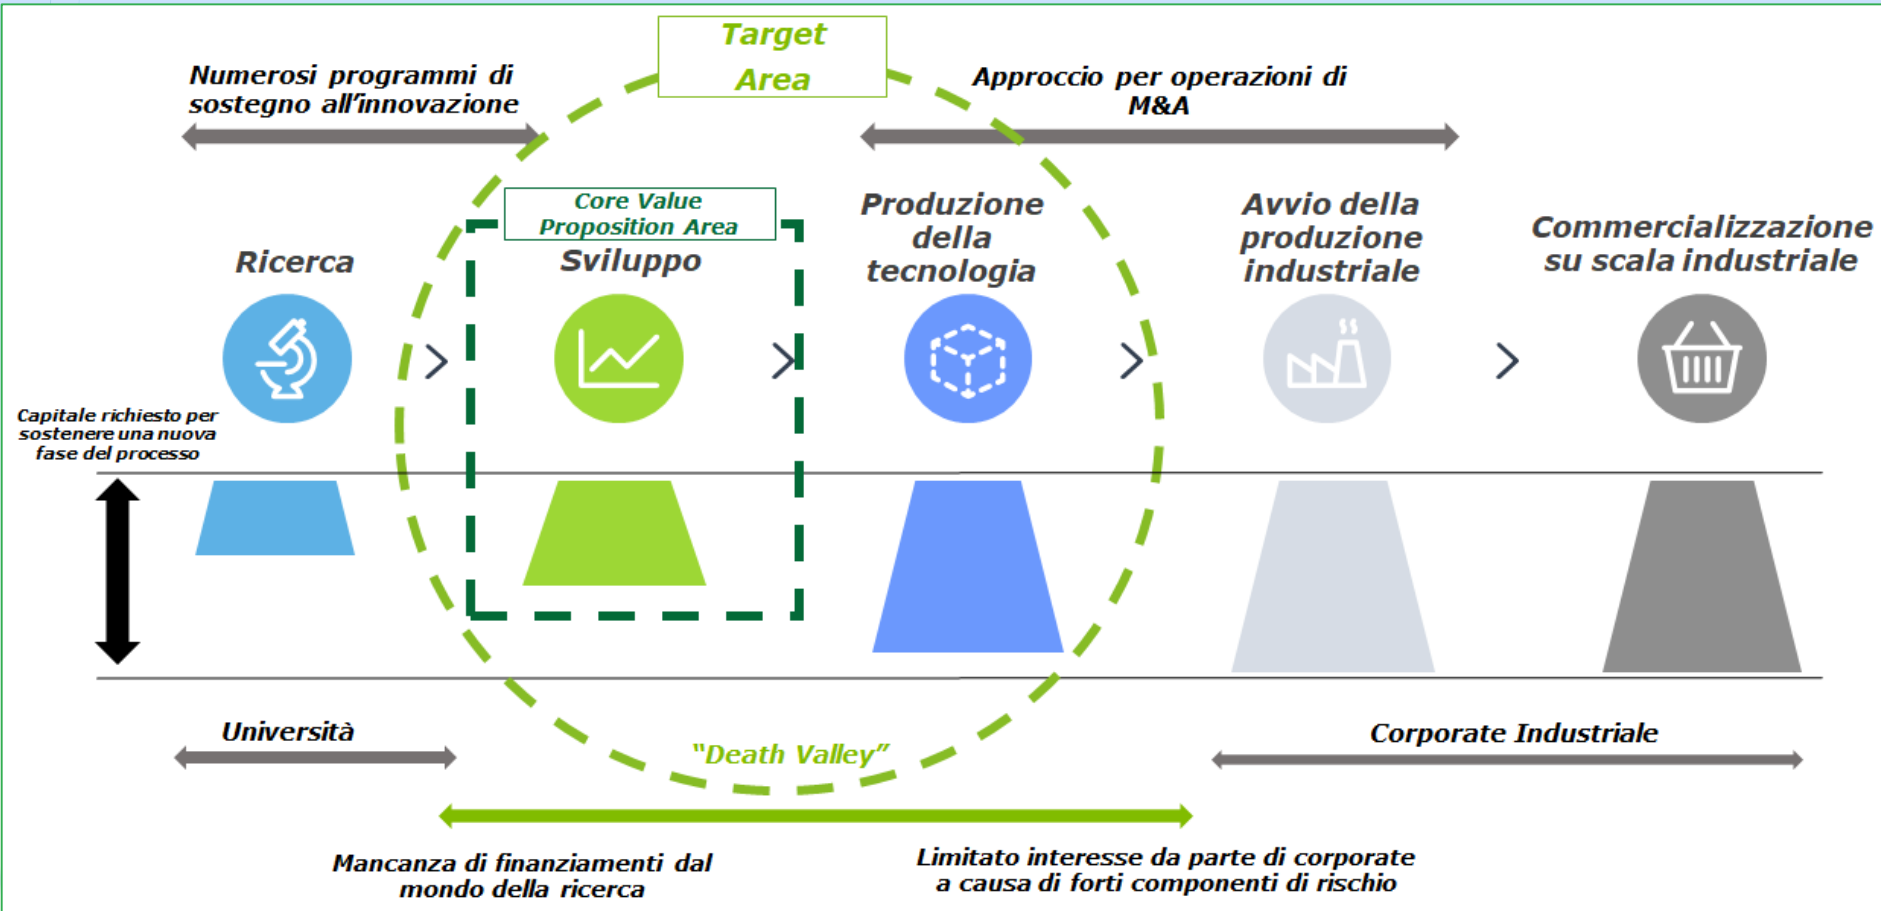 Target
Area
Numerosi programmi di
sostegno all’innovazione
Approccio per operazioni di
M&A
Core Value
Proposition Area
Ricerca
Sviluppo
Produzione
della
tecnologia
Avvio della
produzione
industriale
Commercializzazione
su scala industriale
Capitale richiesto per
sostenere una nuova
fase del processo
Università
“Death Valley”
Corporate Industriale
Mancanza di finanziamenti dal
mondo della ricerca
Limitato interesse da parte di corporate
a causa di forti componenti di rischio